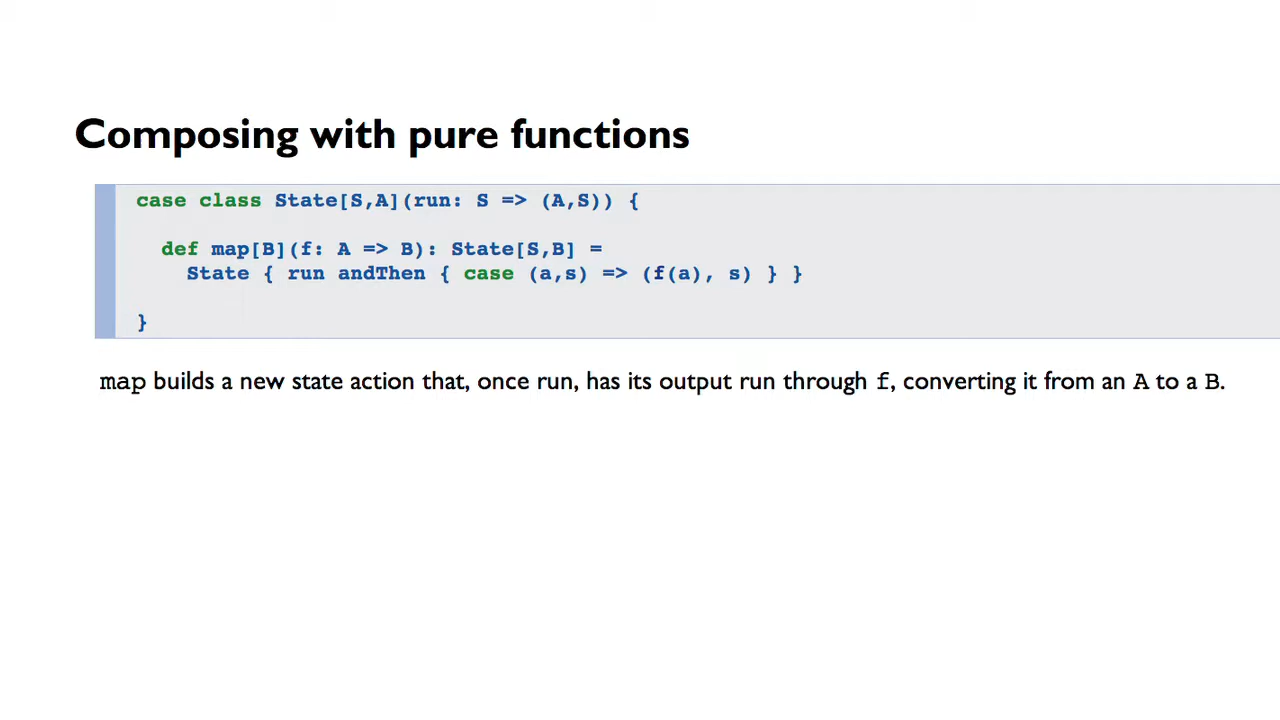 Composing with pure functions
case class State[S,A](run: S => (A,S)) {
def map[B](f: A => B): State[S,B] =
State { run andThen { case (a,s) => (f(a), s) } }
}
map builds a new state action that, once run, has its output run through f, converting it from an A to a B.